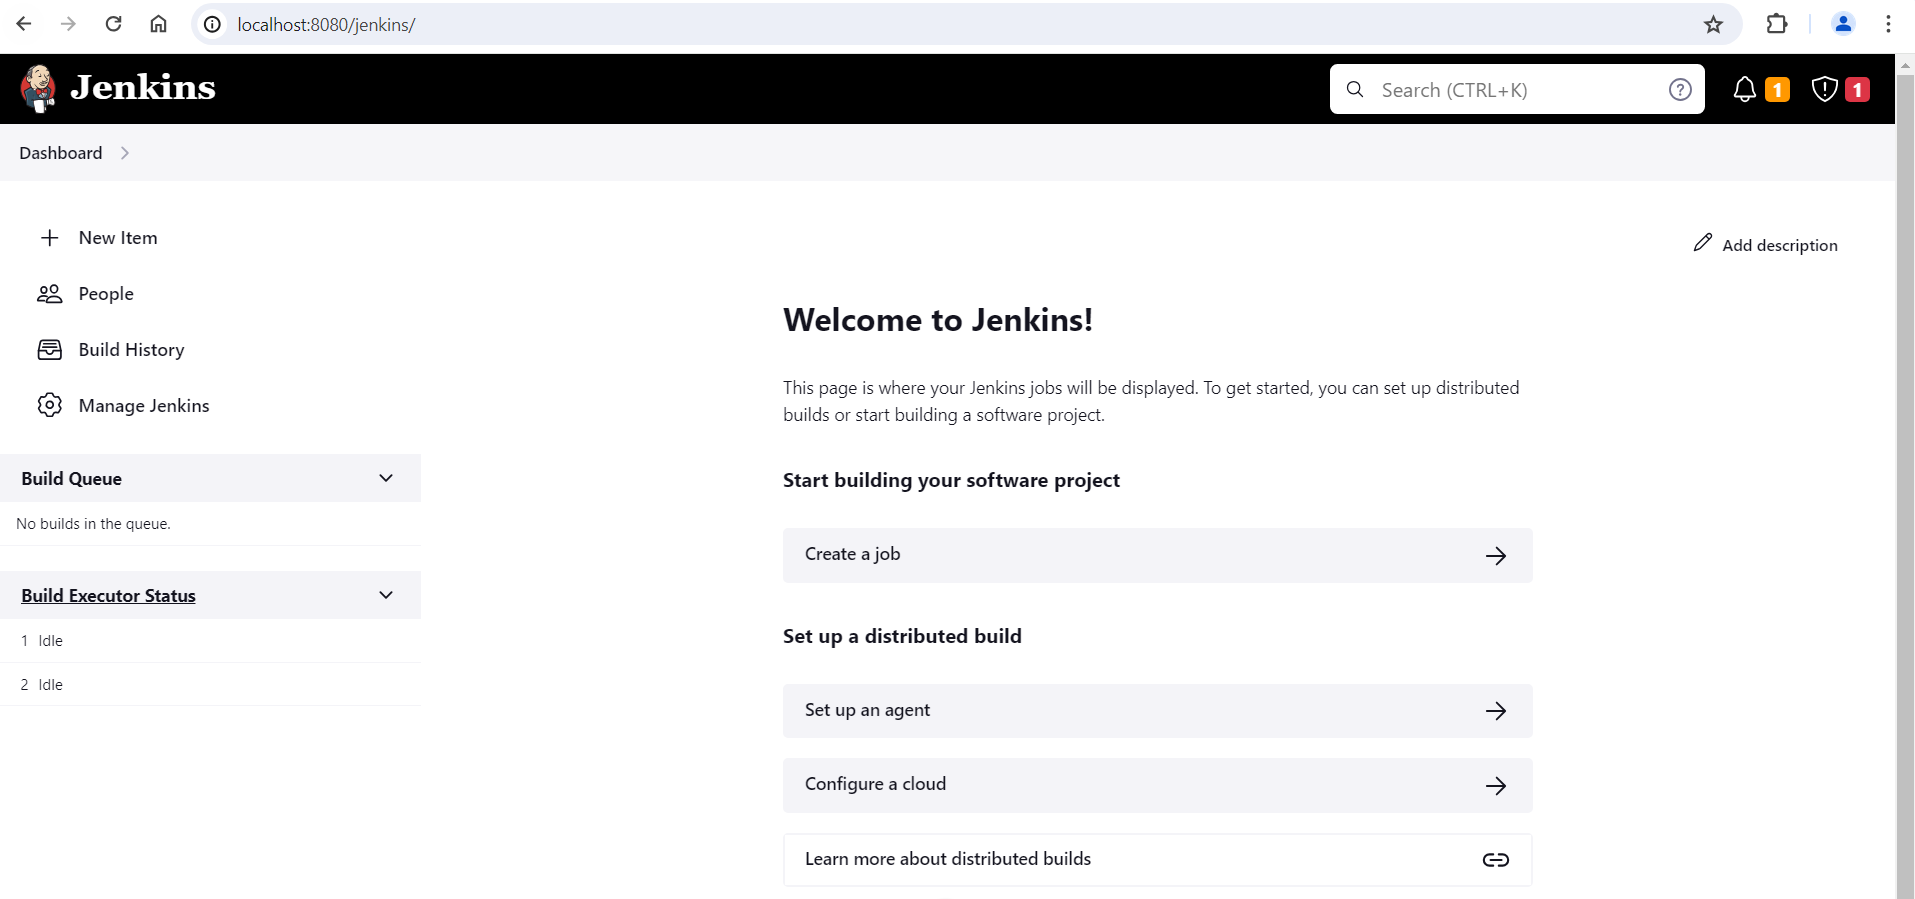 localhost:8080/jenkins/
Jenkins
Search (CTRL+K)
?
1
1
Dashboard
New Item
People
Build History
Manage Jenkins
Build Queue
No builds in the queue.
Build Executor Status
1 Idle
2 Idle
Add description
Welcome to Jenkins!
This page is where your Jenkins jobs will be displayed. To get started, you can set up distributed
builds or start building a software project.
Start building your software project
Create a job
Set up a distributed build
Set up an agent
Configure a cloud
Learn more about distributed builds